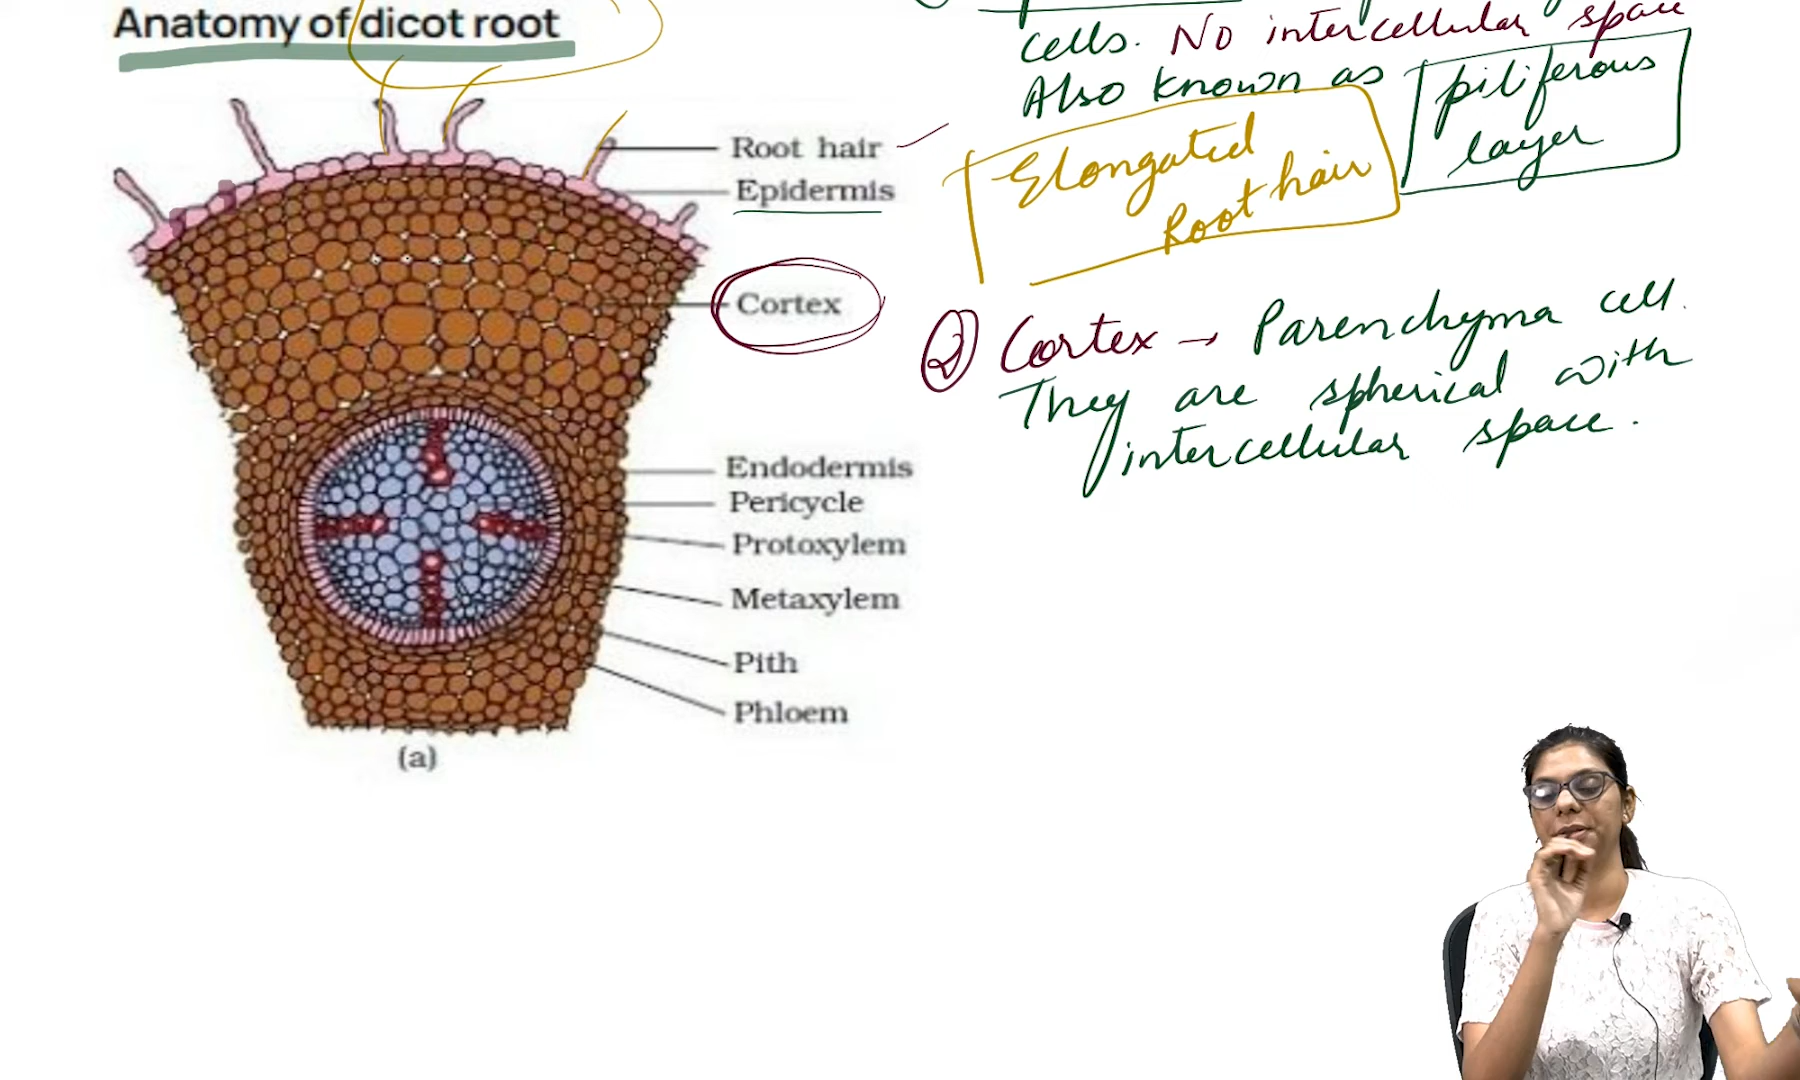 Anatomy of dicot root
cells. No intercellular space
Also known as piliferous
layer
Elongated
Root hair
Root hair
Epidermis
Cortex
② Cortex → Parenchyma cell.
They are spherical with
intercellular space.
Endodermis
Pericycle
Protoxylem
Metaxylem
Pith
Phloem
(a)